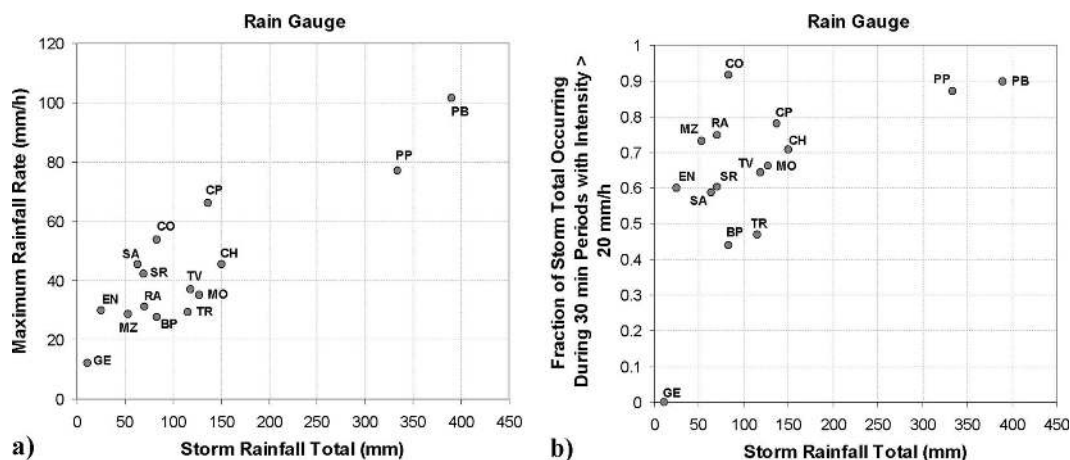 Rain Gauge
Maximum Rainfall Rate (mm/h)
120
100
80
60
40
20
0
PB
PP
CP
CO
SA
SR
CH
TV
EN
RA
MO
MZ
BP
TR
GE
0 50 100 150 200 250 300 350 400 450
a) Storm Rainfall Total (mm)
Rain Gauge
Fraction of Storm Total Occurring
During 30 min Periods with Intensity >
20 mm/h
1
0.9
0.8
0.7
0.6
0.5
0.4
0.3
0.2
0.1
0
CO
PP
PB
CP
MZ
RA
CH
TV
MO
EN
SR
SA
BP
TR
GE
0 50 100 150 200 250 300 350 400 450
b) Storm Rainfall Total (mm)